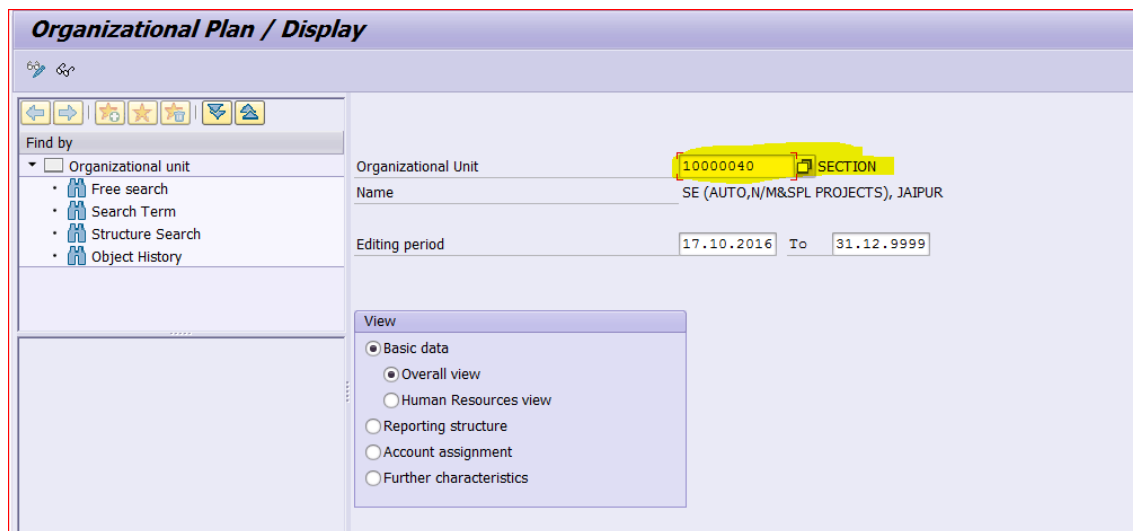 Organizational Plan / Display
Find by
Organizational unit
Free search
Search Term
Structure Search
Object History
Organizational Unit 10000040 SECTION
Name SE (AUTO,N/M&SPL PROJECTS), JAIPUR
Editing period 17.10.2016 To 31.12.9999
View
Basic data
Overall view
Human Resources view
Reporting structure
Account assignment
Further characteristics